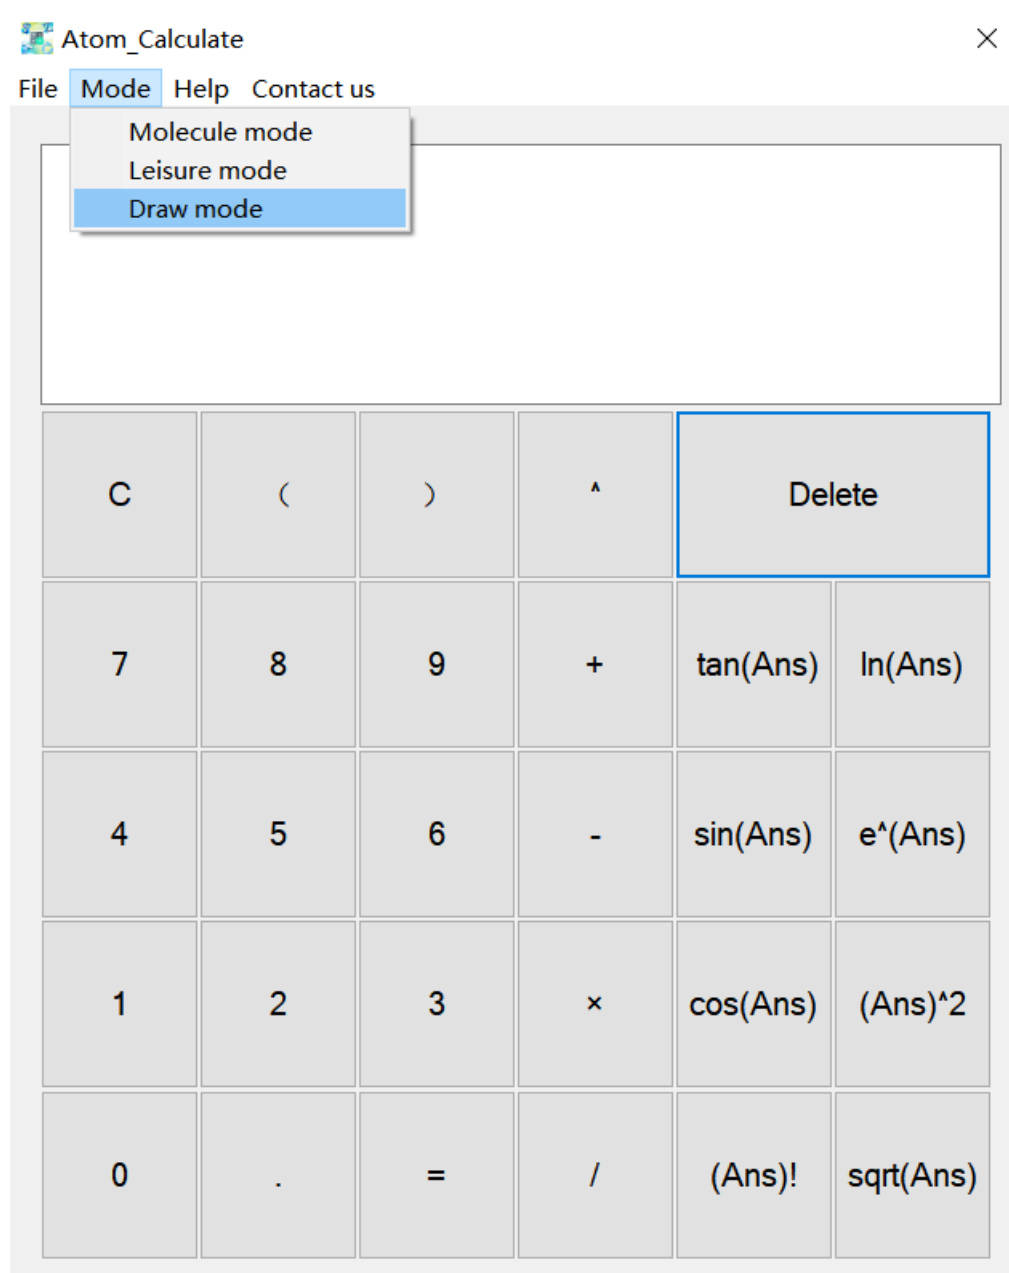 Atom_Calculate
File Mode Help Contact us
Molecule mode
Leisure mode
Draw mode
C （ ） ^ Delete
7 8 9 + tan(Ans) ln(Ans)
4 5 6 - sin(Ans) e^(Ans)
1 2 3 × cos(Ans) (Ans)^2
0 . = / (Ans)! sqrt(Ans)